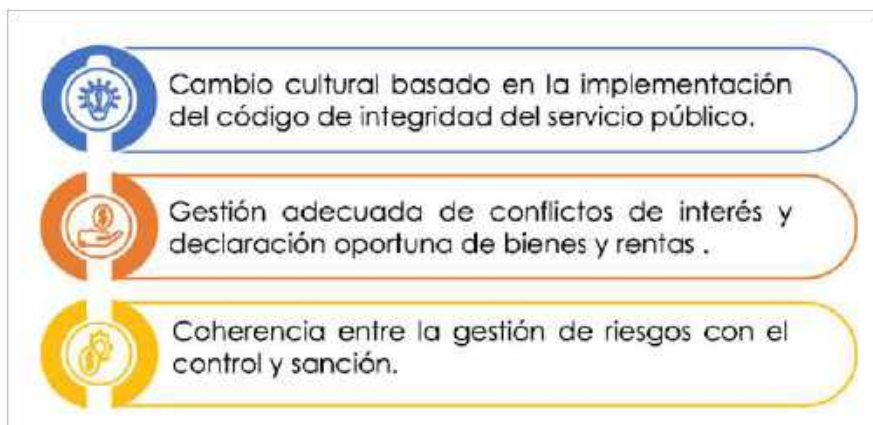 Cambio cultural basado en la implementación
del código de integridad del servicio público.
Gestión adecuada de conflictos de interés y
declaración oportuna de bienes y rentas .
Coherencia entre la gestión de riesgos con el
control y sanción.